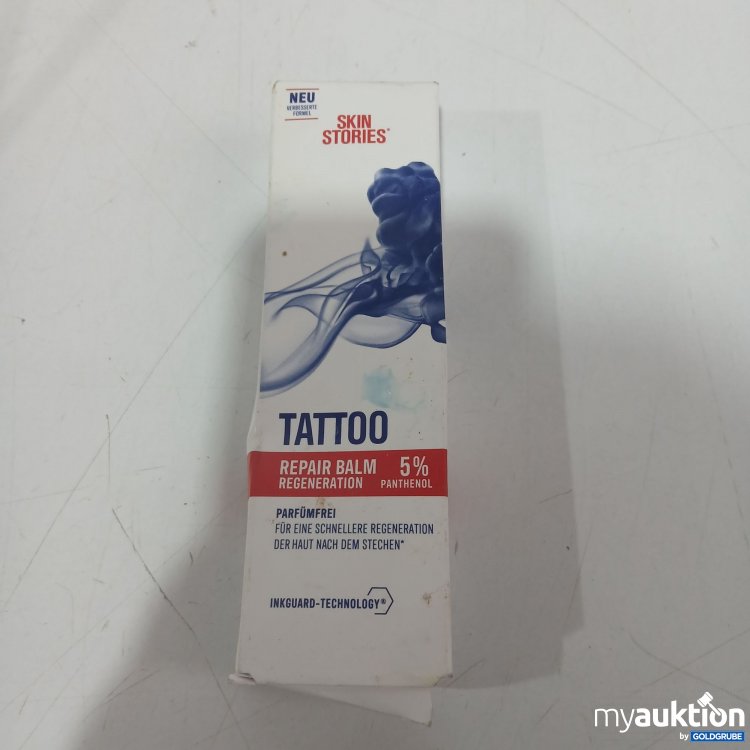 NEU
VERBESSERTE
FORMEL
SKIN
STORIES®
TATTOO
REPAIR BALM
REGENERATION
5%
PANTHENOL
PARFÜMFREI
FÜR EINE SCHNELLERE REGENERATION
DER HAUT NACH DEM STECHEN*
INKGUARD-TECHNOLOGY®
myauktion
by GOLDGRUBE